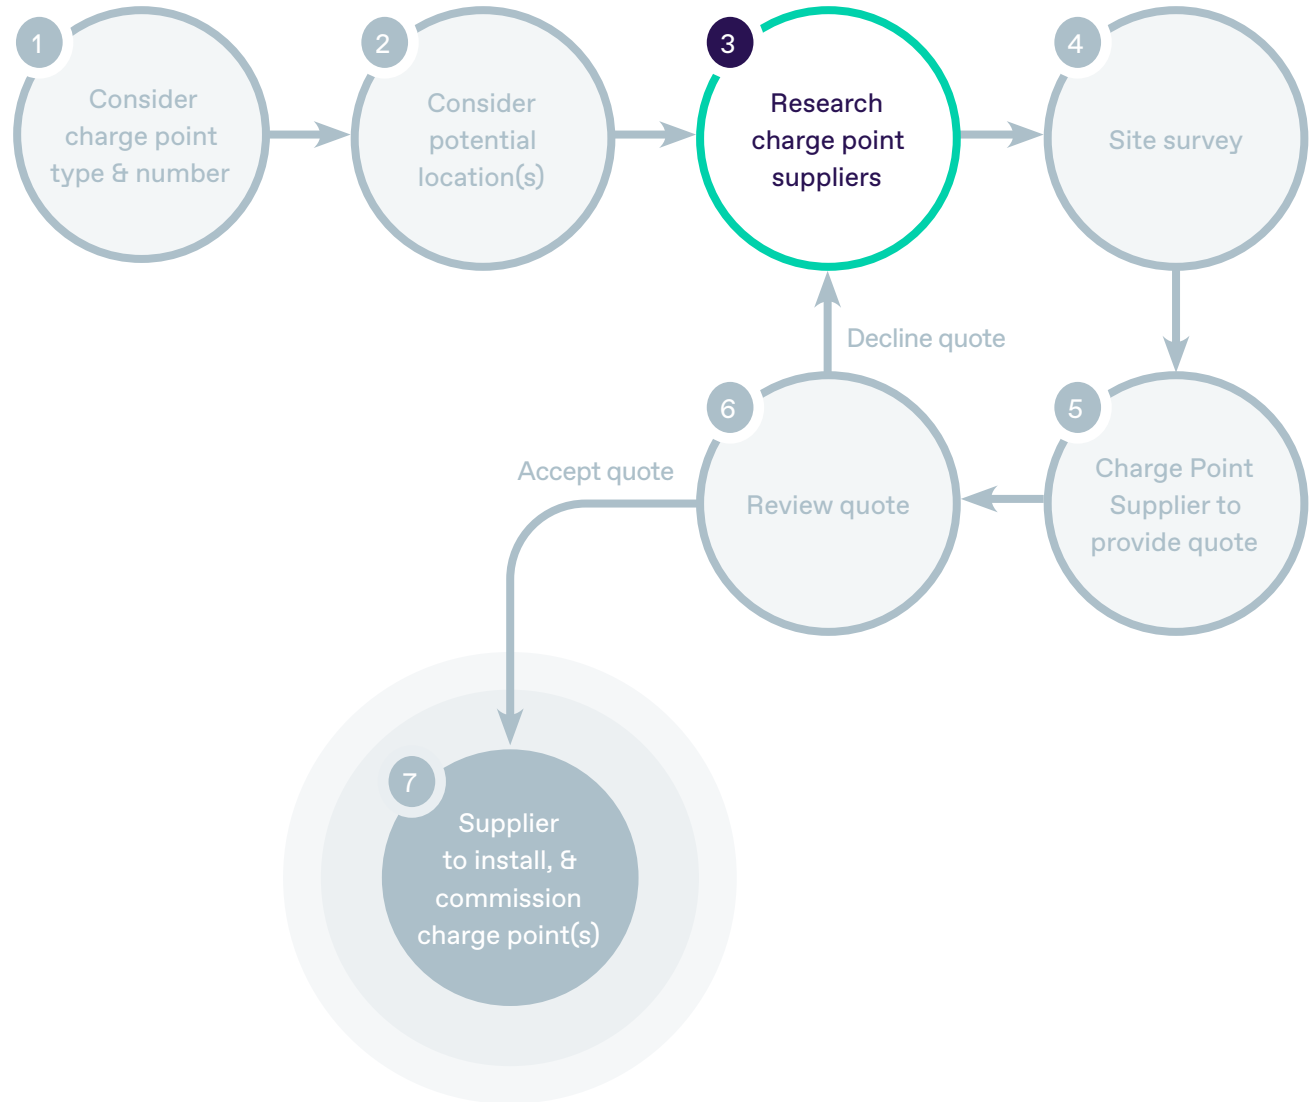 1
Consider
charge point
type & number
2
Consider
potential
location(s)
3
Research
charge point
suppliers
4
Site survey
Decline quote
5
Charge Point
Supplier to
provide quote
6
Review quote
Accept quote
7
Supplier
to install, &
commission
charge point(s)